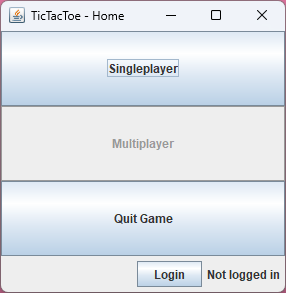 TicTacToe - Home
Singleplayer
Multiplayer
Quit Game
Login Not logged in